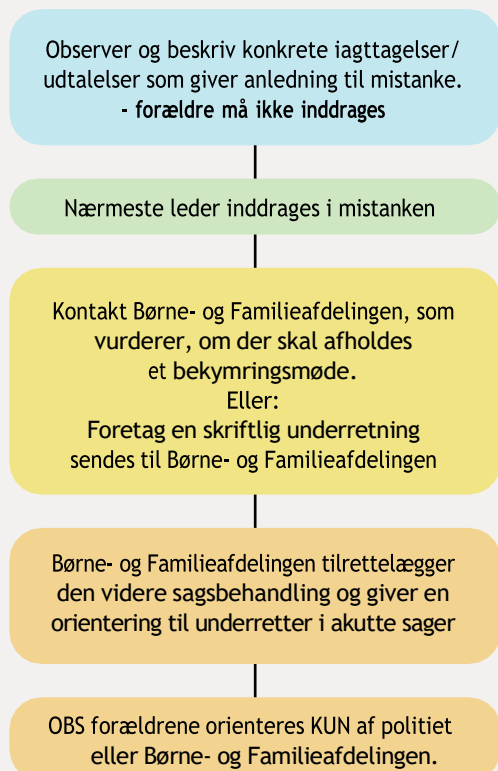 Observer og beskriv konkrete iagttagelser/
udtalelser som giver anledning til mistanke.
- forældre må ikke inddrages
Nærmeste leder inddrages i mistanken
Kontakt Børne- og Familieafdelingen, som
vurderer, om der skal afholdes
et bekymringsmøde.
Eller:
Foretag en skriftlig underretning
sendes til Børne- og Familieafdelingen
Børne- og Familieafdelingen tilrettelægger
den videre sagsbehandling og giver en
orientering til underretter i akutte sager
OBS forældrene orienteres KUN af politiet
eller Børne- og Familieafdelingen.